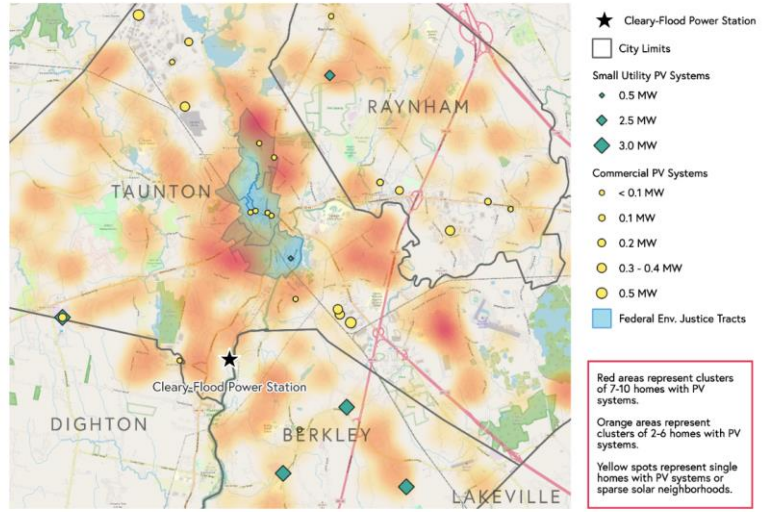 RAYNHAM
TAUNTON
Cleary-Flood Power Station
DIGHTON
BERKLEY
LAKEVILLE
Cleary-Flood Power Station
City Limits
Small Utility PV Systems
0.5 MW
2.5 MW
3.0 MW
Commercial PV Systems
< 0.1 MW
0.1 MW
0.2 MW
0.3 - 0.4 MW
0.5 MW
Federal Env. Justice Tracts
Red areas represent clusters
of 7-10 homes with PV
systems.
Orange areas represent
clusters of 2-6 homes with PV
systems.
Yellow spots represent single
homes with PV systems or
sparse solar neighborhoods.